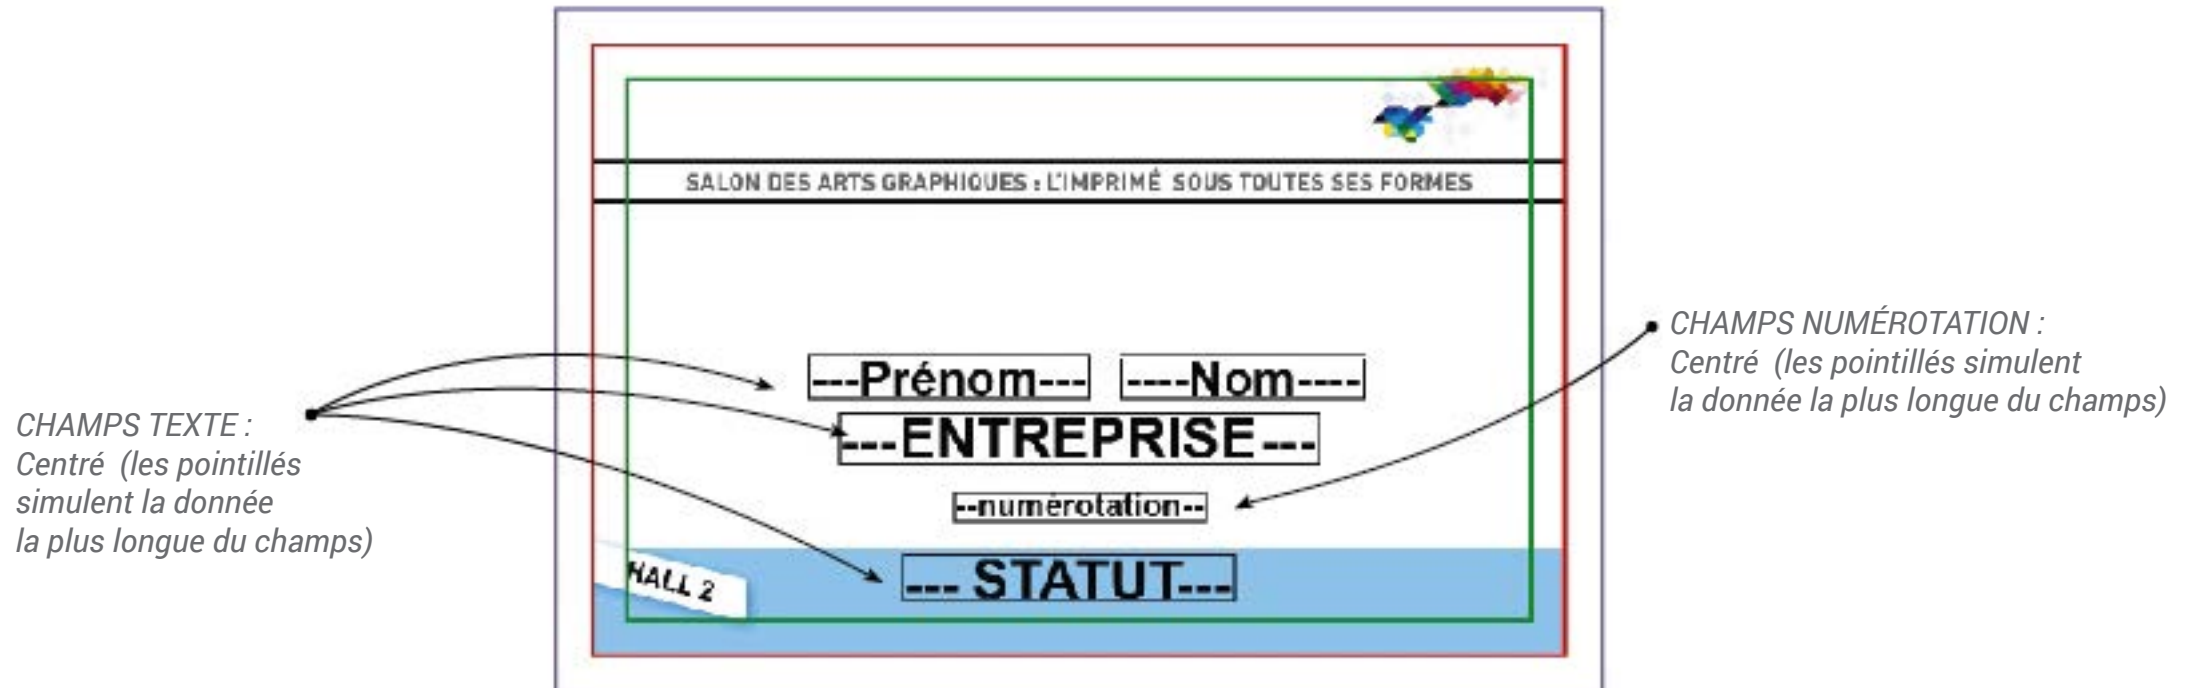 SALON DES ARTS GRAPHIQUES : L'IMPRIMÉ SOUS TOUTES SES FORMES
---Prénom--- ----Nom----
---ENTREPRISE---
--numérotation--
--- STATUT---
HALL 2
CHAMPS TEXTE :
Centré (les pointillés
simulent la donnée
la plus longue du champs)
CHAMPS NUMÉROTATION :
Centré (les pointillés simulent
la donnée la plus longue du champs)